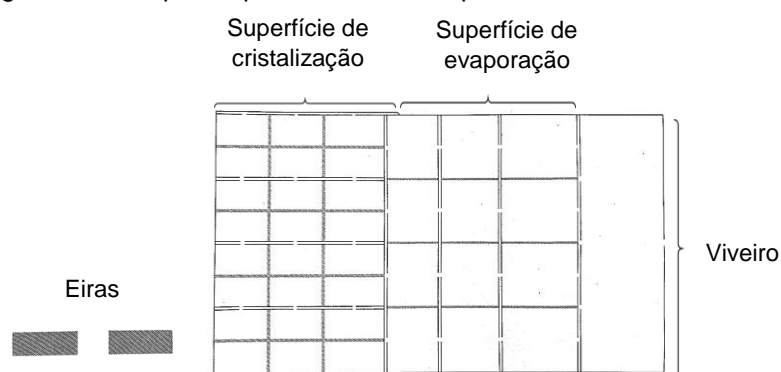 Superfície de
cristalização
Superfície de
evaporação
Viveiro
Eiras